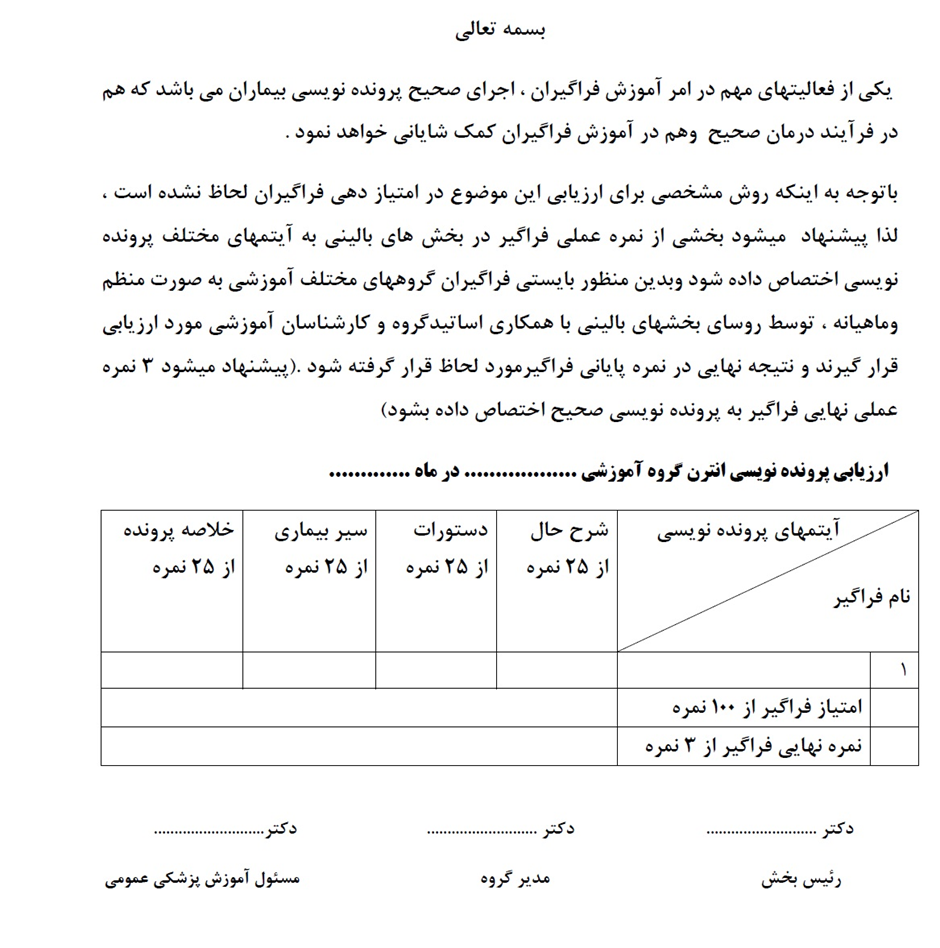 بسمه تعالی
یکی از فعالیتهای مهم در امر آموزش فراگیران ، اجرای صحیح پرونده نویسی بیماران می باشد که هم
در فرآیند درمان صحیح وهم در آموزش فراگیران کمک شایانی خواهد نمود .
باتوجه به اینکه روش مشخصی برای ارزیابی این موضوع در امتیاز دهی فراگیران لحاظ نشده است ،
لذا پیشنهاد میشود بخشی از نمره عملی فراگیر در بخش های بالینی به آیتمهای مختلف پرونده
نویسی اختصاص داده شود وبدین منظور بایستی فراگیران گروههای مختلف آموزشی به صورت منظم
وماهیانه ، توسط روسای بخشهای بالینی با همکاری اساتیدگروه و کارشناسان آموزشی مورد ارزیابی
قرار گیرند و نتیجه نهایی در نمره پایانی فراگیرمورد لحاظ قرار گرفته شود .(پیشنهاد میشود ۳ نمره
عملی نهایی فراگیر به پرونده نویسی صحیح اختصاص داده بشود)
ارزیابی پرونده نویسی انترن گروه آموزشی .................. در ماه .............
آیتمهای پرونده نویسی شرح حال دستورات سیر بیماری خلاصه پرونده
از ۲۵ نمره از ۲۵ نمره از ۲۵ نمره از ۲۵ نمره
نام فراگیر
۱
امتیاز فراگیر از ۱۰۰ نمره
نمره نهایی فراگیر از ۳ نمره
دکتر ........................... دکتر ........................... دکتر...........................
رئیس بخش مدیر گروه مسئول آموزش پزشکی عمومی